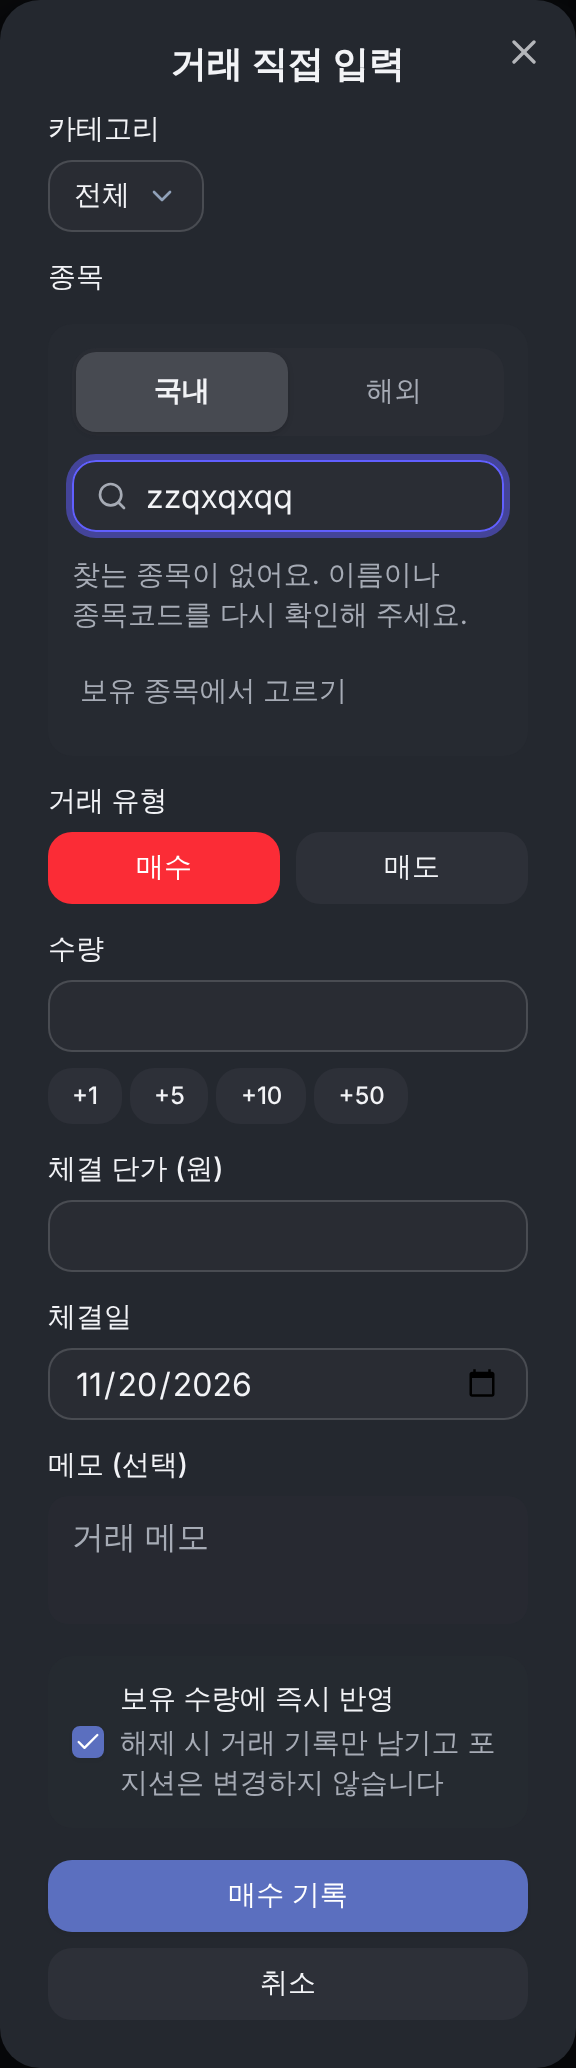 거래 직접 입력
카테고리
전체
종목
국내
해외
zzqxqxqq
찾는 종목이 없어요. 이름이나
종목코드를 다시 확인해 주세요.
보유 종목에서 고르기
거래 유형
매수
매도
수량
+1
+5
+10
+50
체결 단가 (원)
체결일
11/20/2026
메모 (선택)
거래 메모
보유 수량에 즉시 반영
해제 시 거래 기록만 남기고 포
지션은 변경하지 않습니다
매수 기록
취소